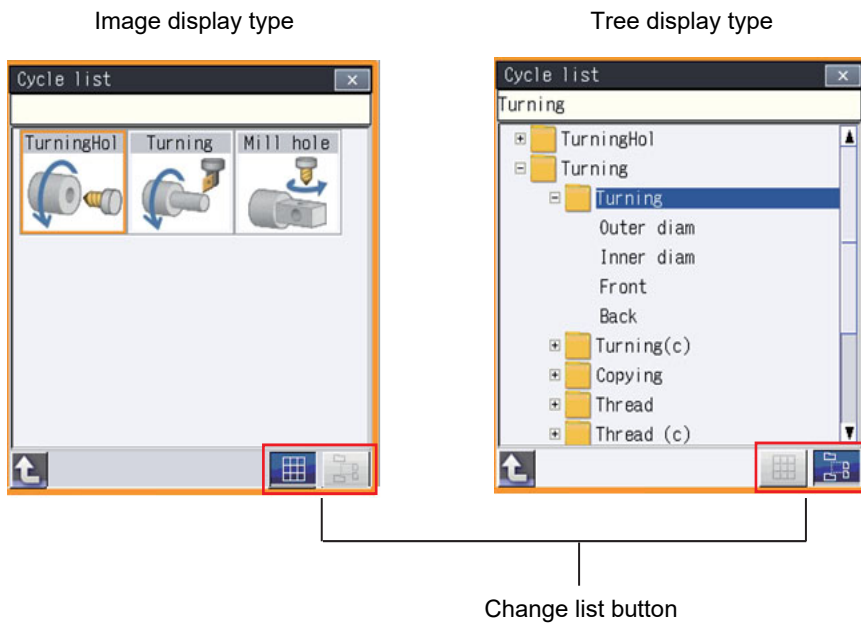 Image display type
Tree display type
Cycle list
TurningHol
Turning
Mill hole
Cycle list
Turning
TurningHol
Turning
Turning
Outer diam
Inner diam
Front
Back
Turning(c)
Copying
Thread
Thread (c)
Change list button